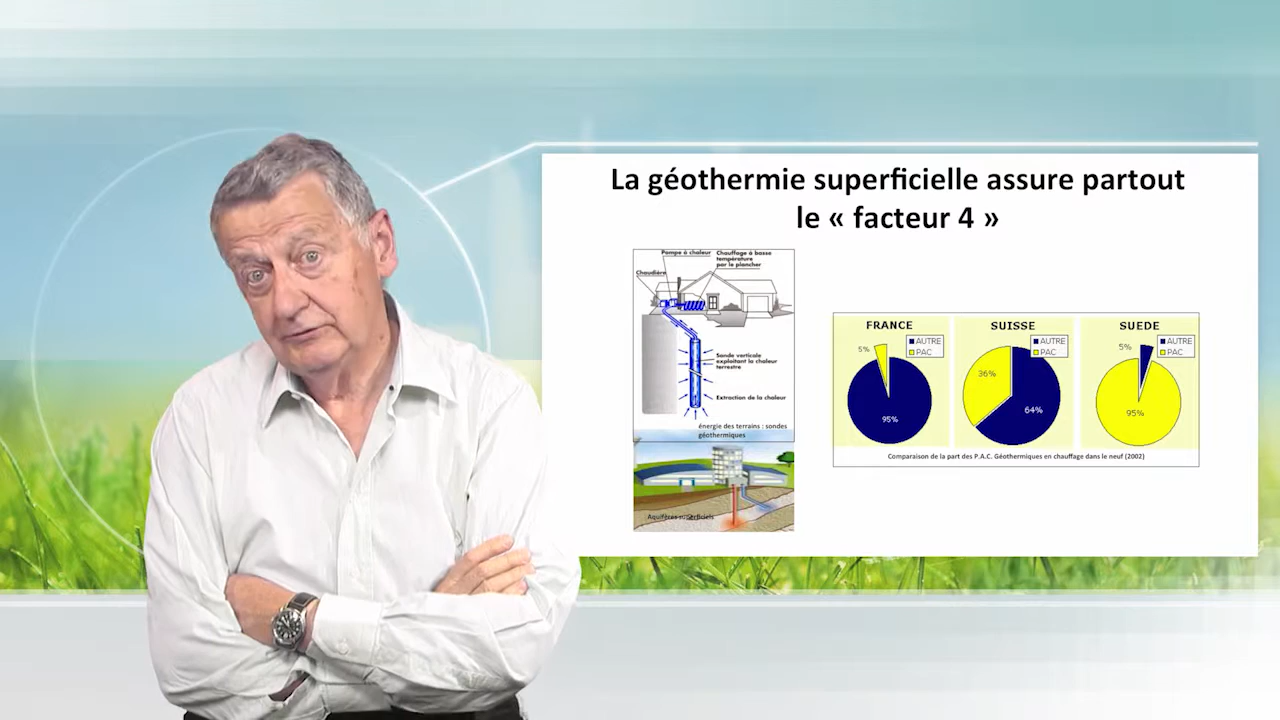 La géothermie superficielle assure partout
le « facteur 4 »
Pompe à chaleur
Chauffage à basse
température
par le plancher
Chaudière
Sonde verticale
exploitant la chaleur
terrestre
Extraction de la chaleur
énergie des terrains : sondes
géothermiques
Aquifères superficiels
FRANCE
AUTRE
PAC
5%
95%
SUISSE
AUTRE
PAC
36%
64%
SUEDE
AUTRE
PAC
5%
95%
Comparaison de la part des P.A.C. Géothermiques en chauffage dans le neuf (2002)